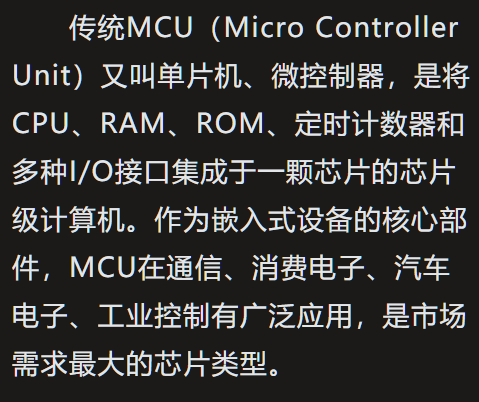 传统MCU（Micro Controller
Unit）又叫单片机、微控制器，是将
CPU、RAM、ROM、定时计数器和
多种I/O接口集成于一颗芯片的芯片
级计算机。作为嵌入式设备的核心部
件，MCU在通信、消费电子、汽车
电子、工业控制有广泛应用，是市场
需求最大的芯片类型。